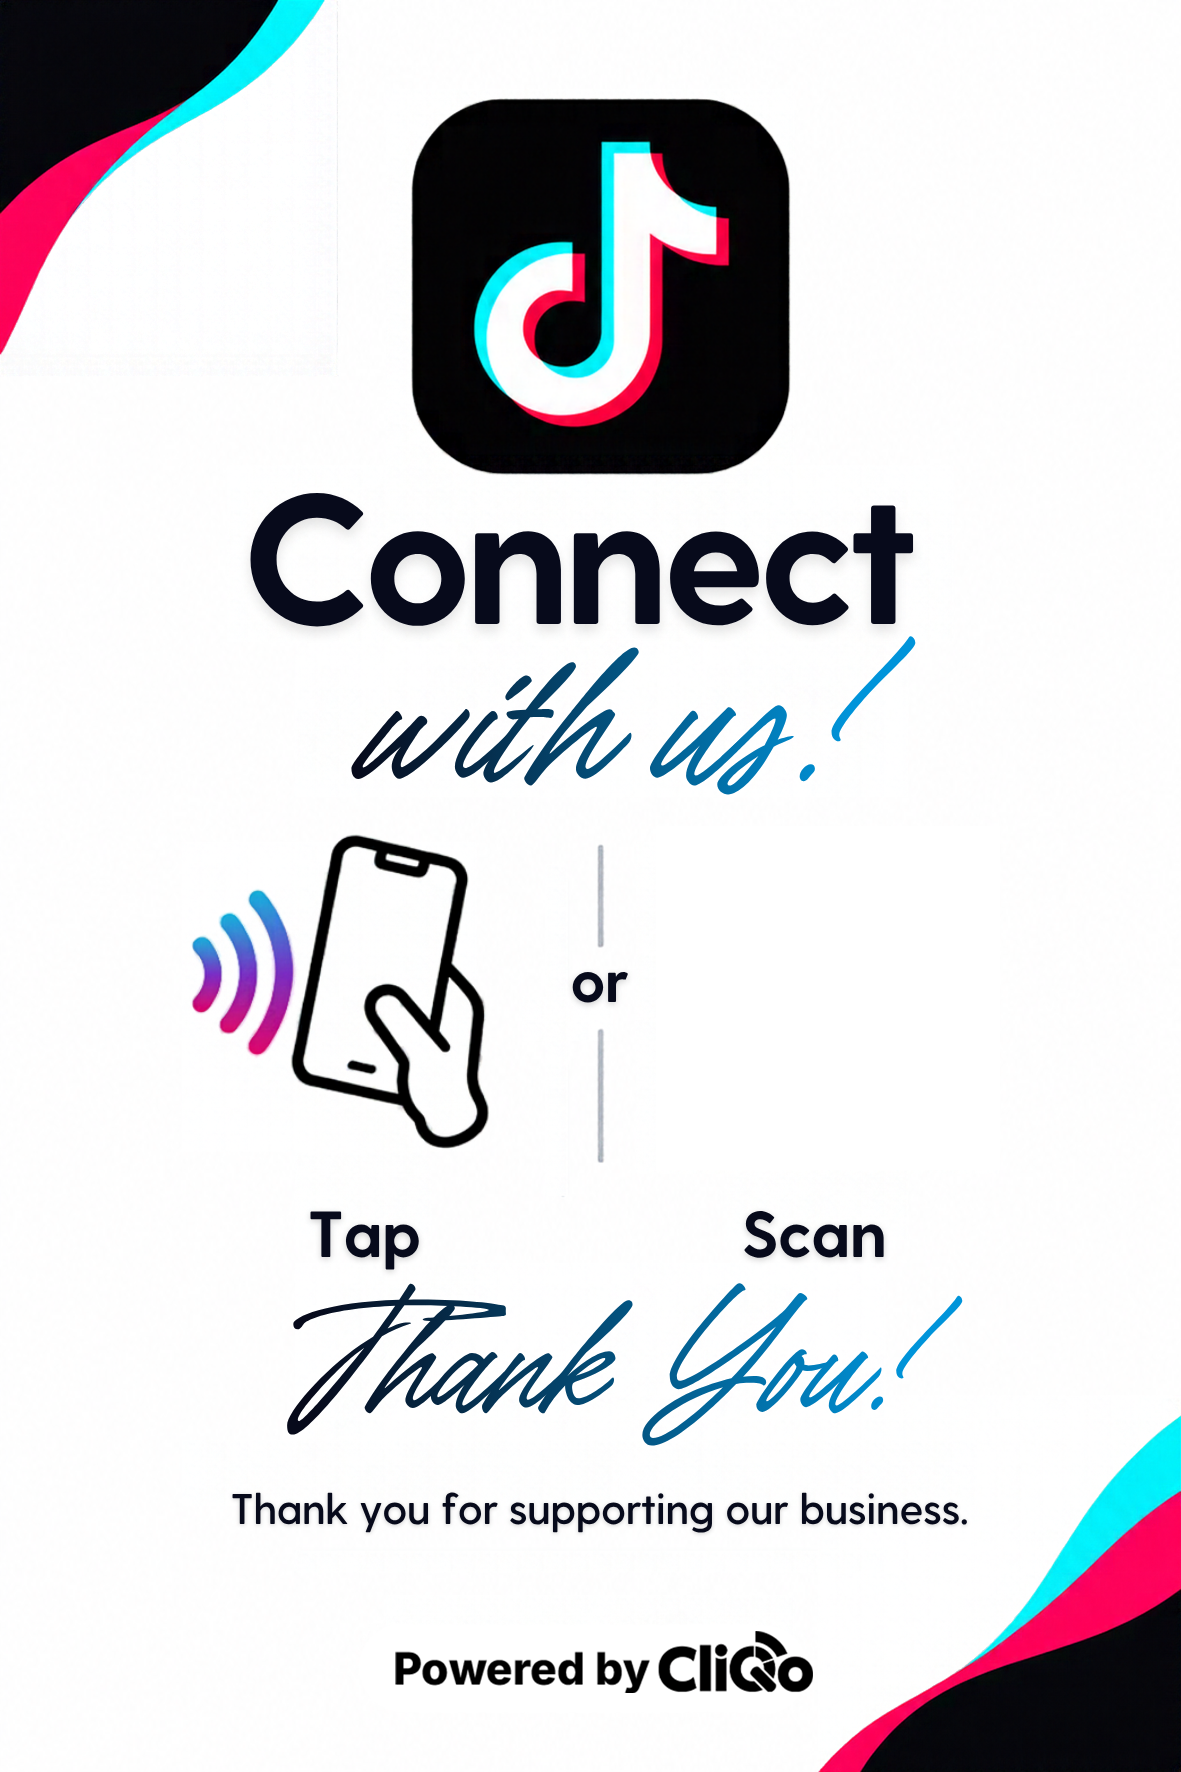 Connect
with us!
or
Tap
Scan
Thank You!
Thank you for supporting our business.
Powered by CliQo